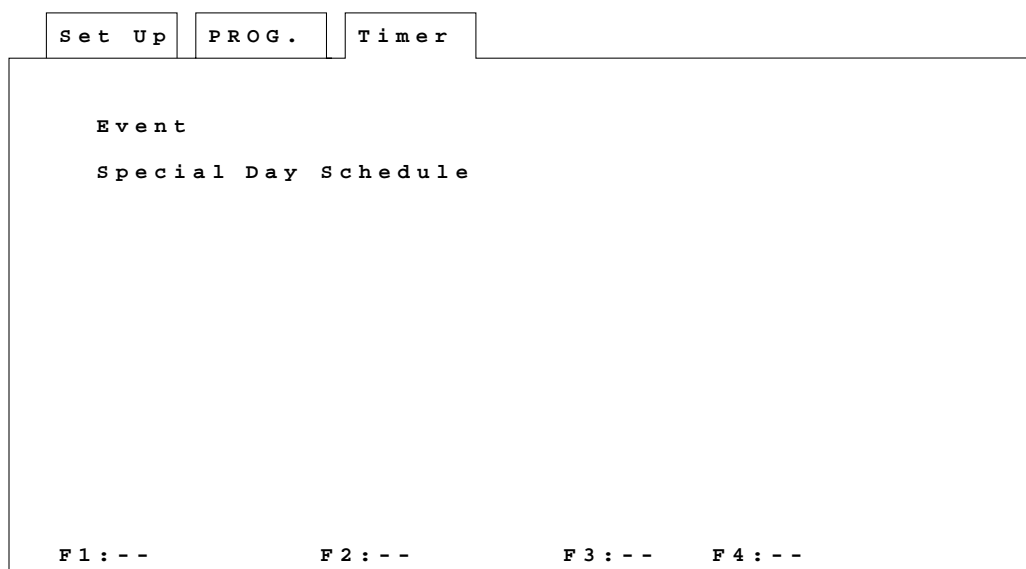 Set Up PROG. Timer
Event
Special Day Schedule
F1:-- F2:-- F3:-- F4:--